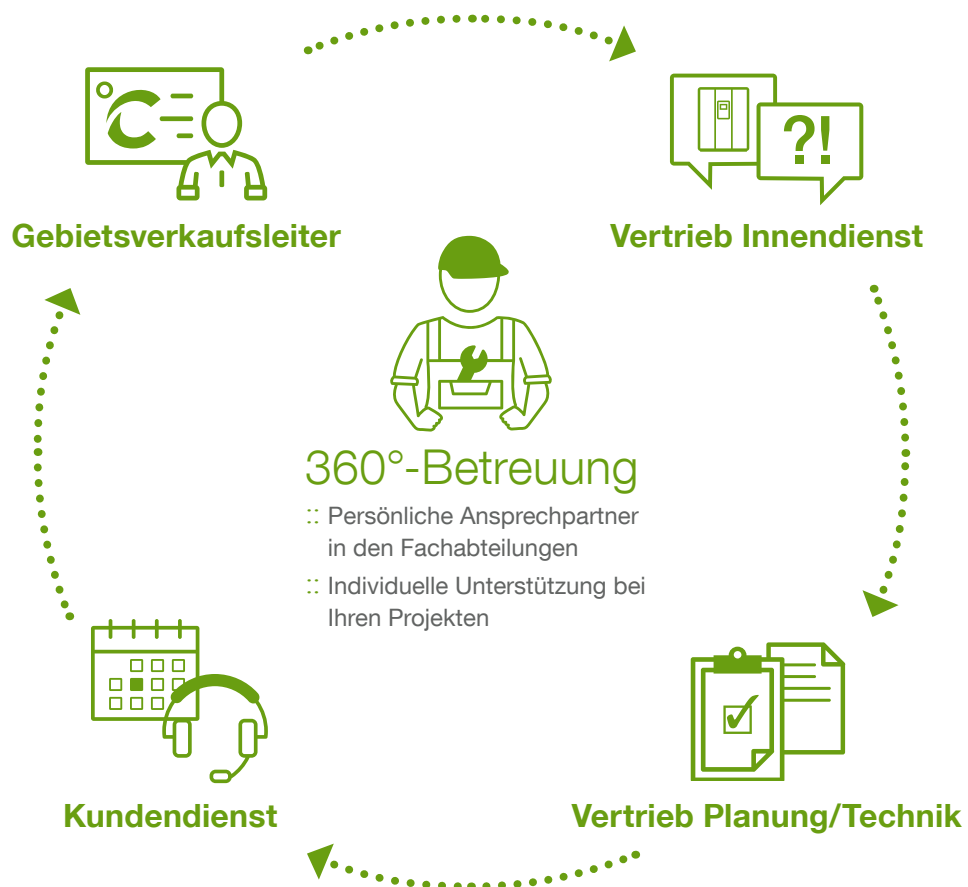 Gebietsverkaufsleiter
?!
Vertrieb Innendienst
360°-Betreuung
:: Persönliche Ansprechpartner
in den Fachabteilungen
:: Individuelle Unterstützung bei
Ihren Projekten
Kundendienst
Vertrieb Planung/Technik